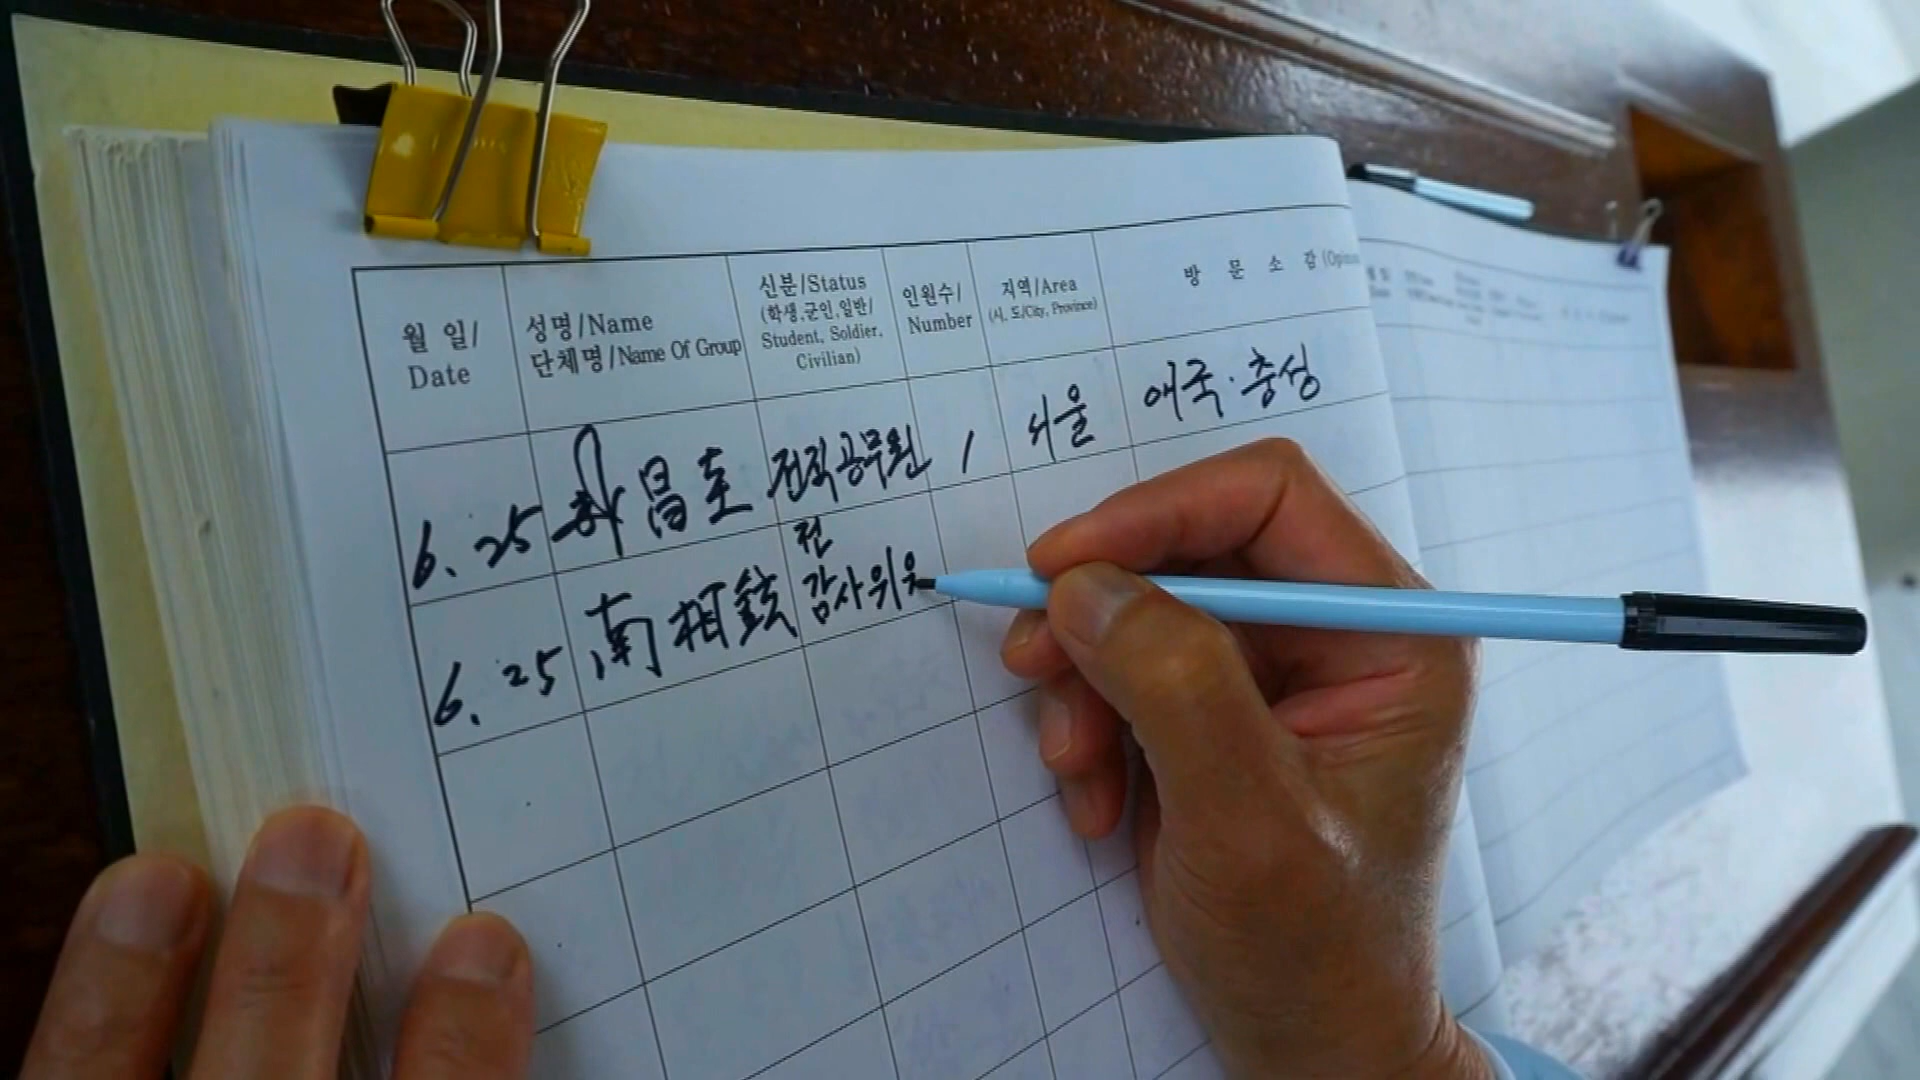 월 일/
Date
성명/Name
단체명/Name Of Group
신분/Status
(학생,군인,일반/
Student, Soldier,
Civilian)
인원수/
Number
지역/Area
(시, 도/City, Province)
방 문 소 감 (Opinio
6. 25 昌 전직공무원 1 서울 애국·충성
6. 25 南相鉉 전
감사위원